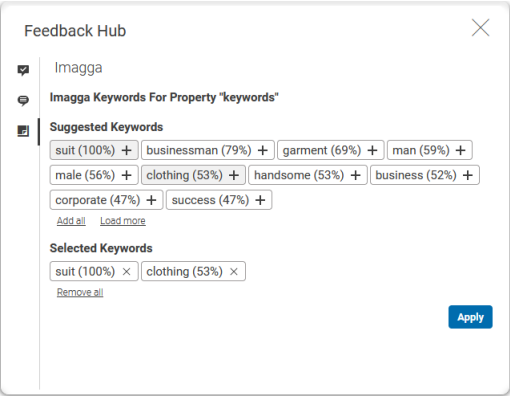 Feedback Hub
Imagga
Imagga Keywords For Property "keywords"
Suggested Keywords
suit (100%) + businessman (79%) + garment (69%) + man (59%) +
male (56%) + clothing (53%) + handsome (53%) + business (52%) +
corporate (47%) + success (47%) +
Add all Load more
Selected Keywords
suit (100%) × clothing (53%) ×
Remove all
Apply